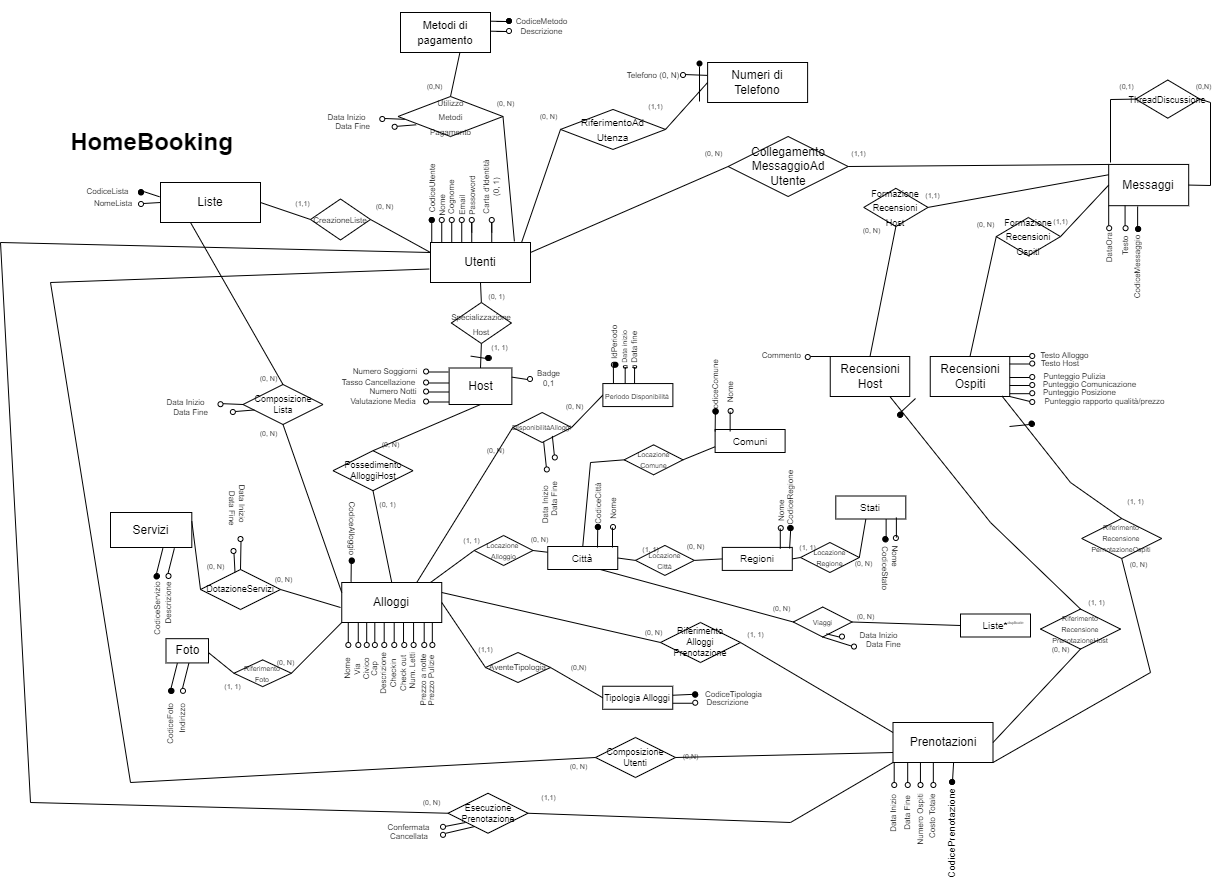 Metodi di
pagamento
CodiceMetodo
Descrizione
(0,N)
Utilizzo
Metodi
Pagamento
(0, N)
Data Inizio
Data Fine
Telefono (0, N)
Numeri di
Telefono
(1,1)
(0, N)
RiferimentoAd
Utenza
(0,1)
(0,N)
ThreadDiscussione
HomeBooking
(0, N)
Collegamento
MessaggioAd
Utente
(1,1)
Messaggi
DataOra
Testo
CodiceMessaggio
CodiceLista
NomeLista
Liste
(1,1)
(0, N)
CreazioneListe
CodiceUtente
Nome
Cognome
Email
Passoword
Carta d'Identità
(0, 1)
Utenti
Formazione
Recensioni
Host
(1,1)
(0, N)
Formazione
Recensioni
Ospiti
(0, N)
(1,1)
(0, 1)
Specializzazione
Host
(1, 1)
Numero Soggiorni
Tasso Cancellazione
Numero Notti
Valutazione Media
Host
Badge
0,1
IdPeriodo
Data inizio
Data fine
Periodo Disponibilità
Commento
Recensioni
Host
Recensioni
Ospiti
Testo Alloggo
Testo Host
Punteggio Pulizia
Punteggio Comunicazione
Punteggio Posizione
Punteggio rapporto qualità/prezzo
(0, N)
Composizione
Lista
(0, N)
Data Inizio
Data Fine
(0, N)
DisponibilitàAlloggi
(0, N)
Data Inizio
Data Fine
CodiceComune
Nome
Comuni
Locazione
Comune
(0, N)
Possedimento
AlloggiHost
(0, 1)
Servizi
Data Fine
Data Inizo
CodiceServizio
Descrizione
(0, N)
(0, N)
DotazioneServizi
CodiceAlloggio
Alloggi
(1, 1)
Locazione
Alloggio
(0, N)
CodiceCittà
Nome
Città
(1, 1)
Locazione
Città
(0, N)
Nome
CodiceRegione
Regioni
(1, 1)
Locazione
Regione
(0, N)
Stati
CodiceStato
Nome
(1, 1)
Riferimento
Recensione
PernotazioneOspiti
(0, N)
(0, N)
Viaggi
(0, N)
Data Inizio
Data Fine
Liste*
(1, 1)
Riferimento
Recensione
PrenotazioneHost
(0, N)
Foto
CodiceFoto
Indirizzo
(0, N)
Riferimento
Foto
(1, 1)
Nome
Via
Civico
Cap
Descrizione
Checkin
Check out
Num. Letti
Prezzo a notte
Prezzo Pulizie
(1,1)
AventeTipologia
(0,N)
Tipologia Alloggi
CodiceTipologia
Descrizione
(0, N)
Riferimento
Alloggi
Prenotazione
(1, 1)
Prenotazioni
Data Inizio
Data Fine
Numero Ospiti
Costo Totale
CodicePrenotazione
Composizione
Utenti
(0, N)
(0, N)
(0, N)
Esecuzione
Prenotazione
(1,1)
Confermata
Cancellata